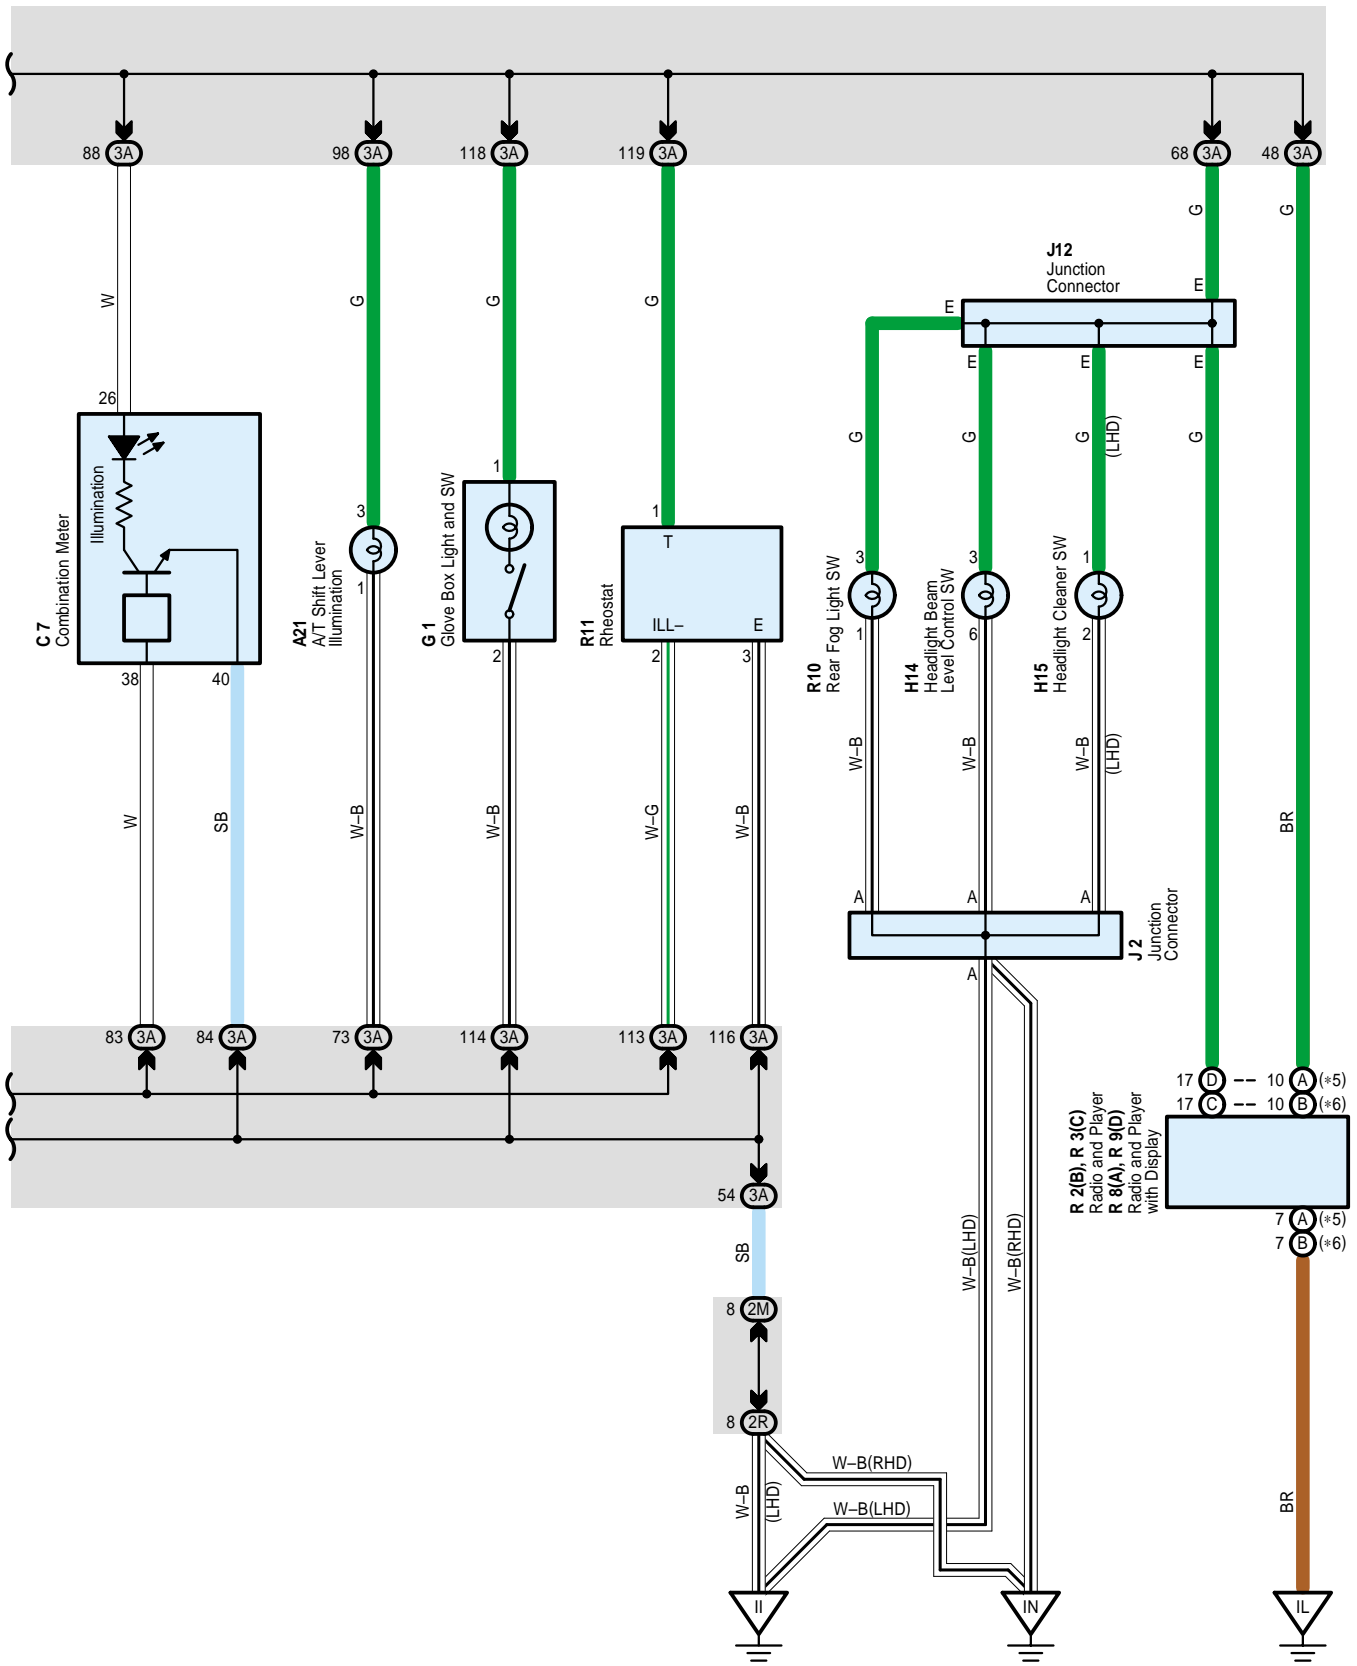 88 3A
98 3A
118 3A
119 3A
68 3A
48 3A
G
G
J12
Junction
Connector
W
G
G
G
E
E
E
E
E
26
G
G
G
(LHD)
G
Illumination
C 7
Combination Meter
3
A21
A/T Shift Lever
Illumination
1
1
G 1
Glove Box Light and SW
2
1
T
ILL–
E
R11
Rheostat
2
3
3
R10
Rear Fog Light SW
1
3
H14
Headlight Beam
Level Control SW
6
1
H15
Headlight Cleaner SW
2
38
40
W
SB
W–B
W–B
W–G
W–B
W–B
W–B
W–B
(LHD)
BR
A
A
A
J 2
Junction
Connector
A
83 3A
84 3A
73 3A
114 3A
113 3A
116 3A
17 D –– 10 A (*5)
17 C –– 10 B (*6)
R 2(B), R 3(C)
Radio and Player
R 8(A), R 9(D)
Radio and Player
with Display
54 3A
7 A (*5)
7 B (*6)
SB
W–B(LHD)
W–B(RHD)
8 2M
8 2R
W–B(RHD)
W–B
(LHD)
W–B(LHD)
BR
II
IN
IL